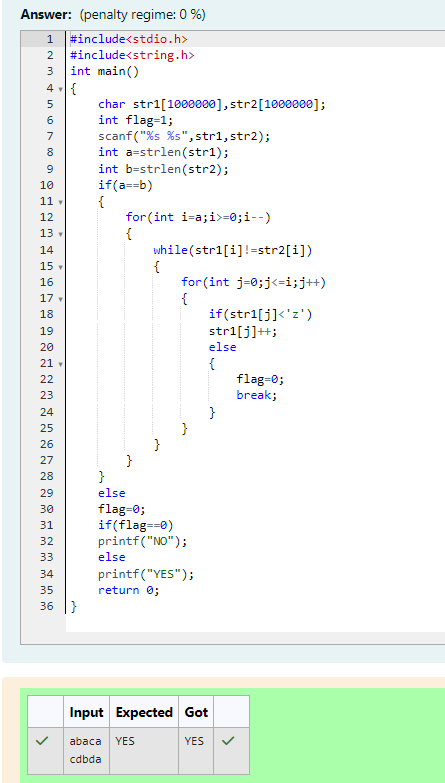 Answer: (penalty regime: 0 %)
1 #include<stdio.h>
2 #include<string.h>
3 int main()
4 {
5 char str1[1000000],str2[1000000];
6 int flag=1;
7 scanf("%s %s",str1,str2);
8 int a=strlen(str1);
9 int b=strlen(str2);
10 if(a==b)
11 {
12 for(int i=a;i>=0;i--)
13 {
14 while(str1[i]!=str2[i])
15 {
16 for(int j=0;j<=i;j++)
17 {
18 if(str1[j]<'z')
19 str1[j]++;
20 else
21 {
22 flag=0;
23 break;
24 }
25 }
26 }
27 }
28 }
29 else
30 flag=0;
31 if(flag==0)
32 printf("NO");
33 else
34 printf("YES");
35 return 0;
36 }
Input Expected Got
abaca YES YES
cdbda